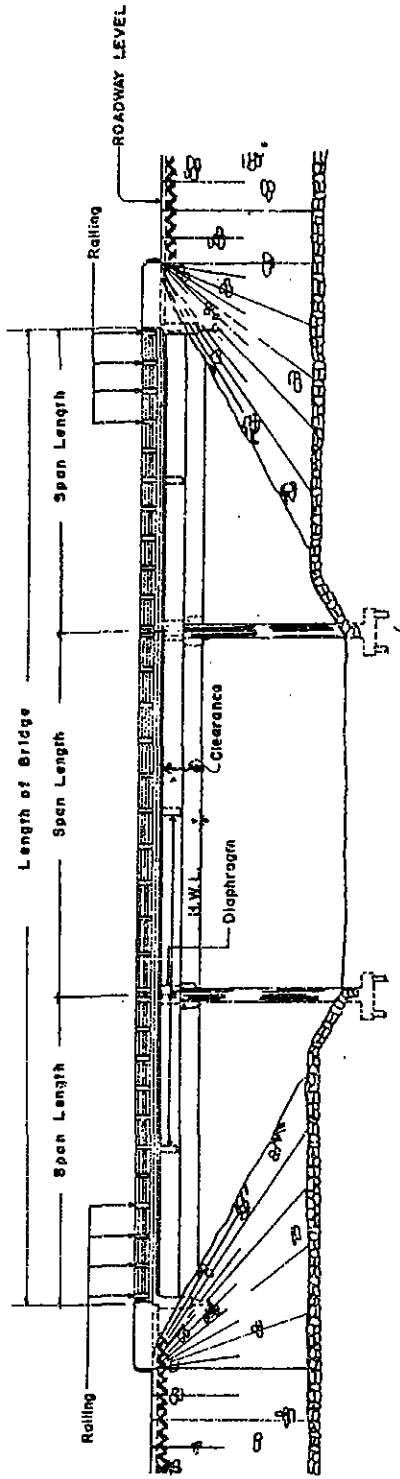 Length of Bridge
Span Length
Span Length
Span Length
Railing
Railing
ROADWAY LEVEL
Clearance
H.W.L.
Diaphragm